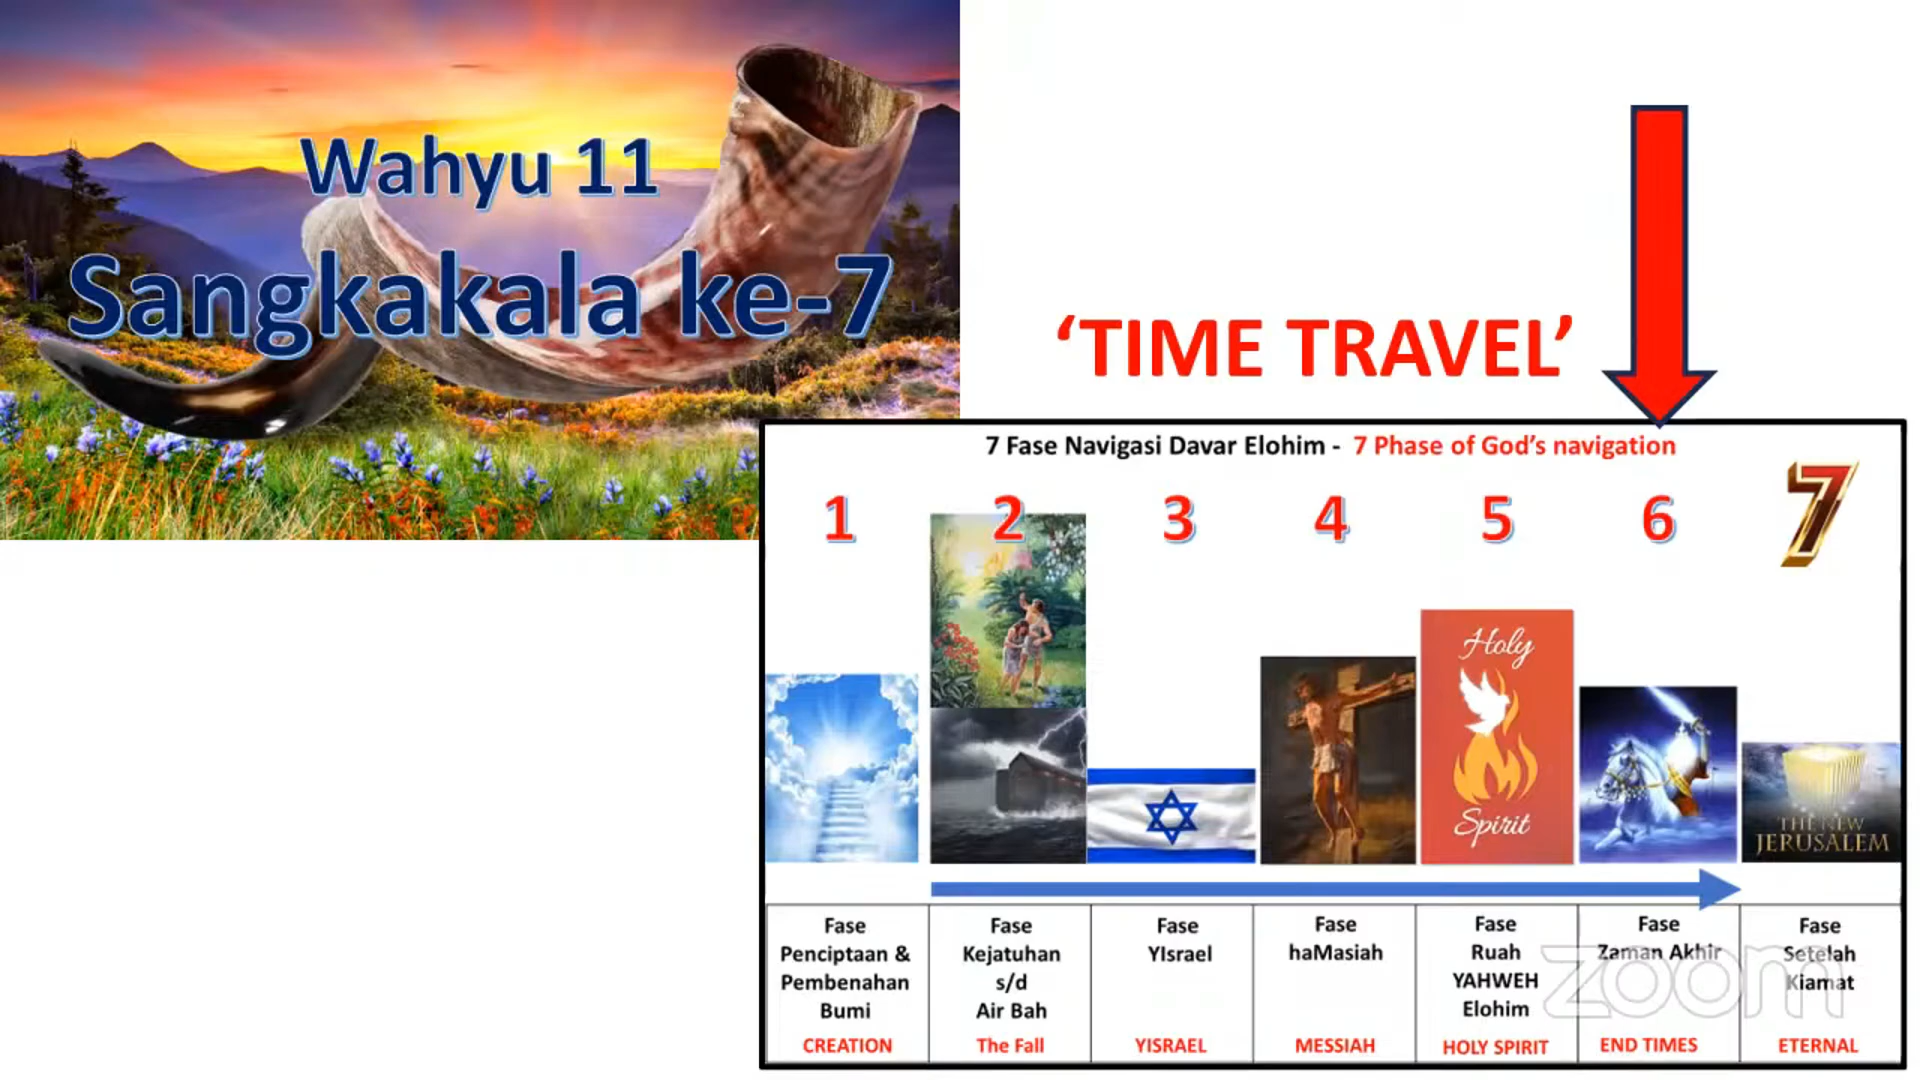 Wahyu 11
Sangkakala ke-7
‘TIME TRAVEL’
7 Fase Navigasi Davar Elohim - 7 Phase of God’s navigation
1 2 3 4 5 6 7
Holy
Spirit
THE NEW
JERUSALEM
Fase
Penciptaan &
Pembenahan
Bumi
CREATION
Fase
Kejatuhan
s/d
Air Bah
The Fall
Fase
YIsrael
YISRAEL
Fase
haMasiah
MESSIAH
Fase
Ruah
YAHWEH
Elohim
HOLY SPIRIT
Fase
Zaman Akhir
END TIMES
Fase
Setelah
Kiamat
ETERNAL
zoom